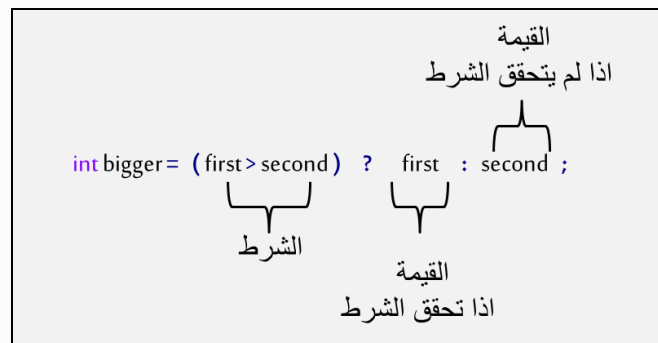 القيمة
اذا لم يتحقق الشرط
int bigger= (first>second) ? first : second ;
الشرط
القيمة
اذا تحقق الشرط